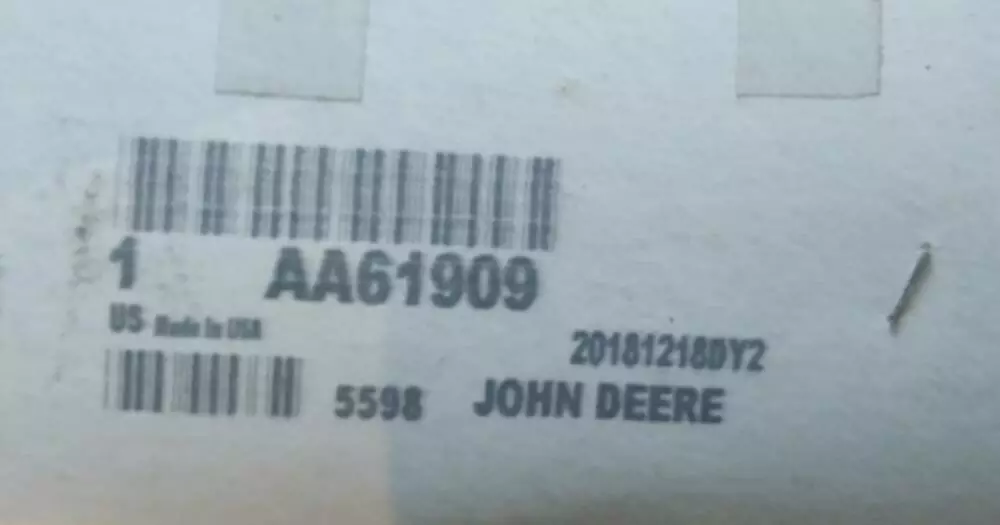 1 AA61909
US Made In USA
20181218DY2
5598 JOHN DEERE